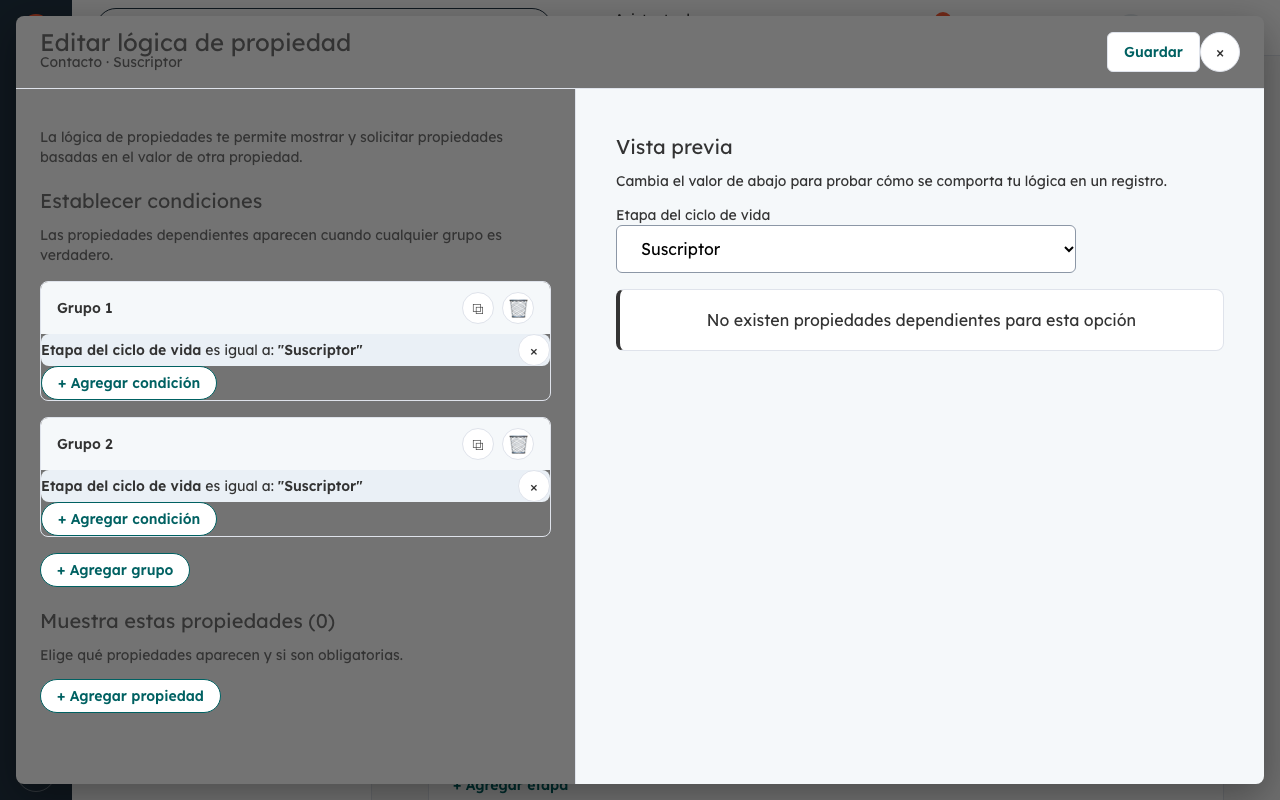 Editar lógica de propiedad
Contacto · Suscriptor
Guardar
×
La lógica de propiedades te permite mostrar y solicitar propiedades
basadas en el valor de otra propiedad.
Establecer condiciones
Las propiedades dependientes aparecen cuando cualquier grupo es
verdadero.
Grupo 1
Etapa del ciclo de vida es igual a: "Suscriptor"
×
+ Agregar condición
Grupo 2
Etapa del ciclo de vida es igual a: "Suscriptor"
×
+ Agregar condición
+ Agregar grupo
Muestra estas propiedades (0)
Elige qué propiedades aparecen y si son obligatorias.
+ Agregar propiedad
Vista previa
Cambia el valor de abajo para probar cómo se comporta tu lógica en un registro.
Etapa del ciclo de vida
Suscriptor
No existen propiedades dependientes para esta opción
+ Agregar etapa